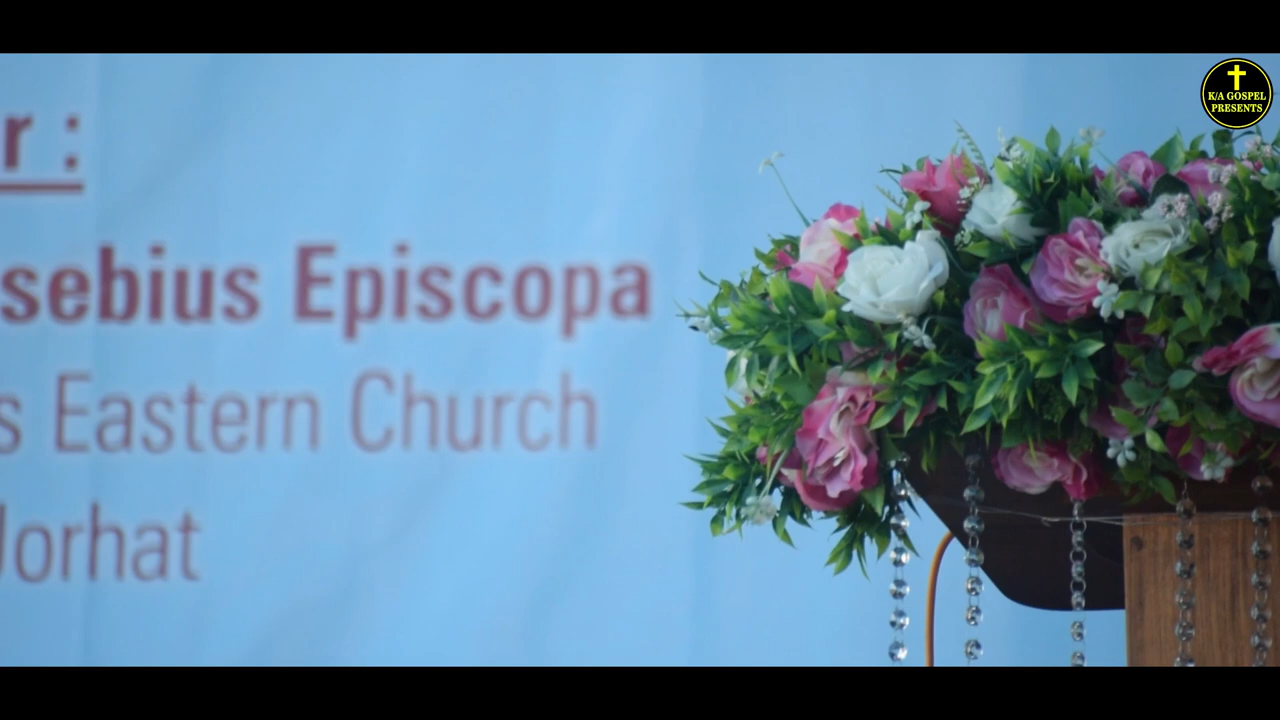 r :
sebius Episcopa
s Eastern Church
Jorhat
K/A GOSPEL
PRESENTS